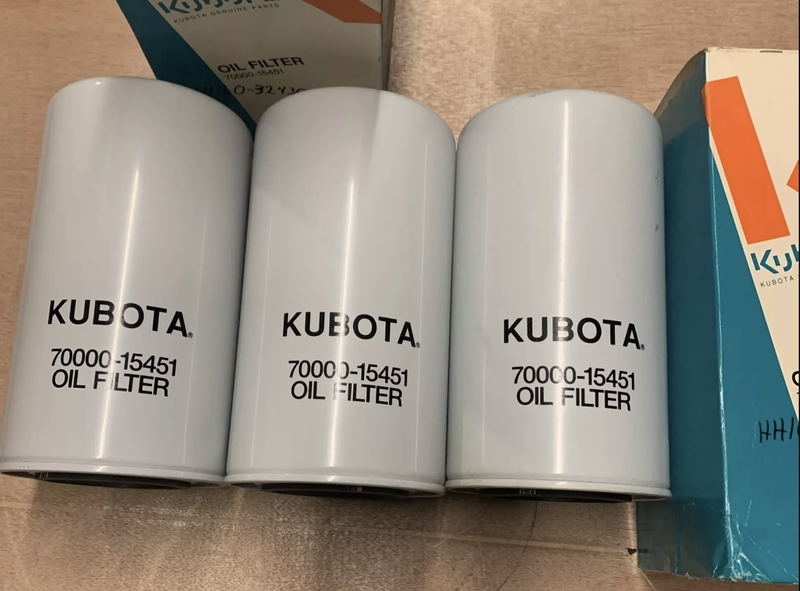 KUBOTA GENUINE PARTS
OIL FILTER
70000-15451
KUBOTA®
70000-15451
OIL FILTER
KUBOTA®
70000-15451
OIL FILTER
KUBOTA®
70000-15451
OIL FILTER
KUBOTA